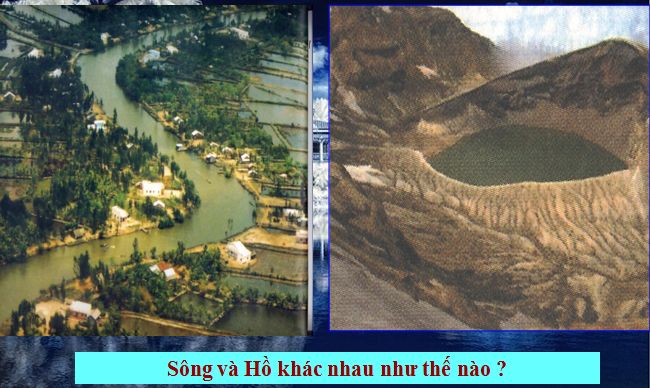 Sông và Hồ khác nhau như thế nào ?